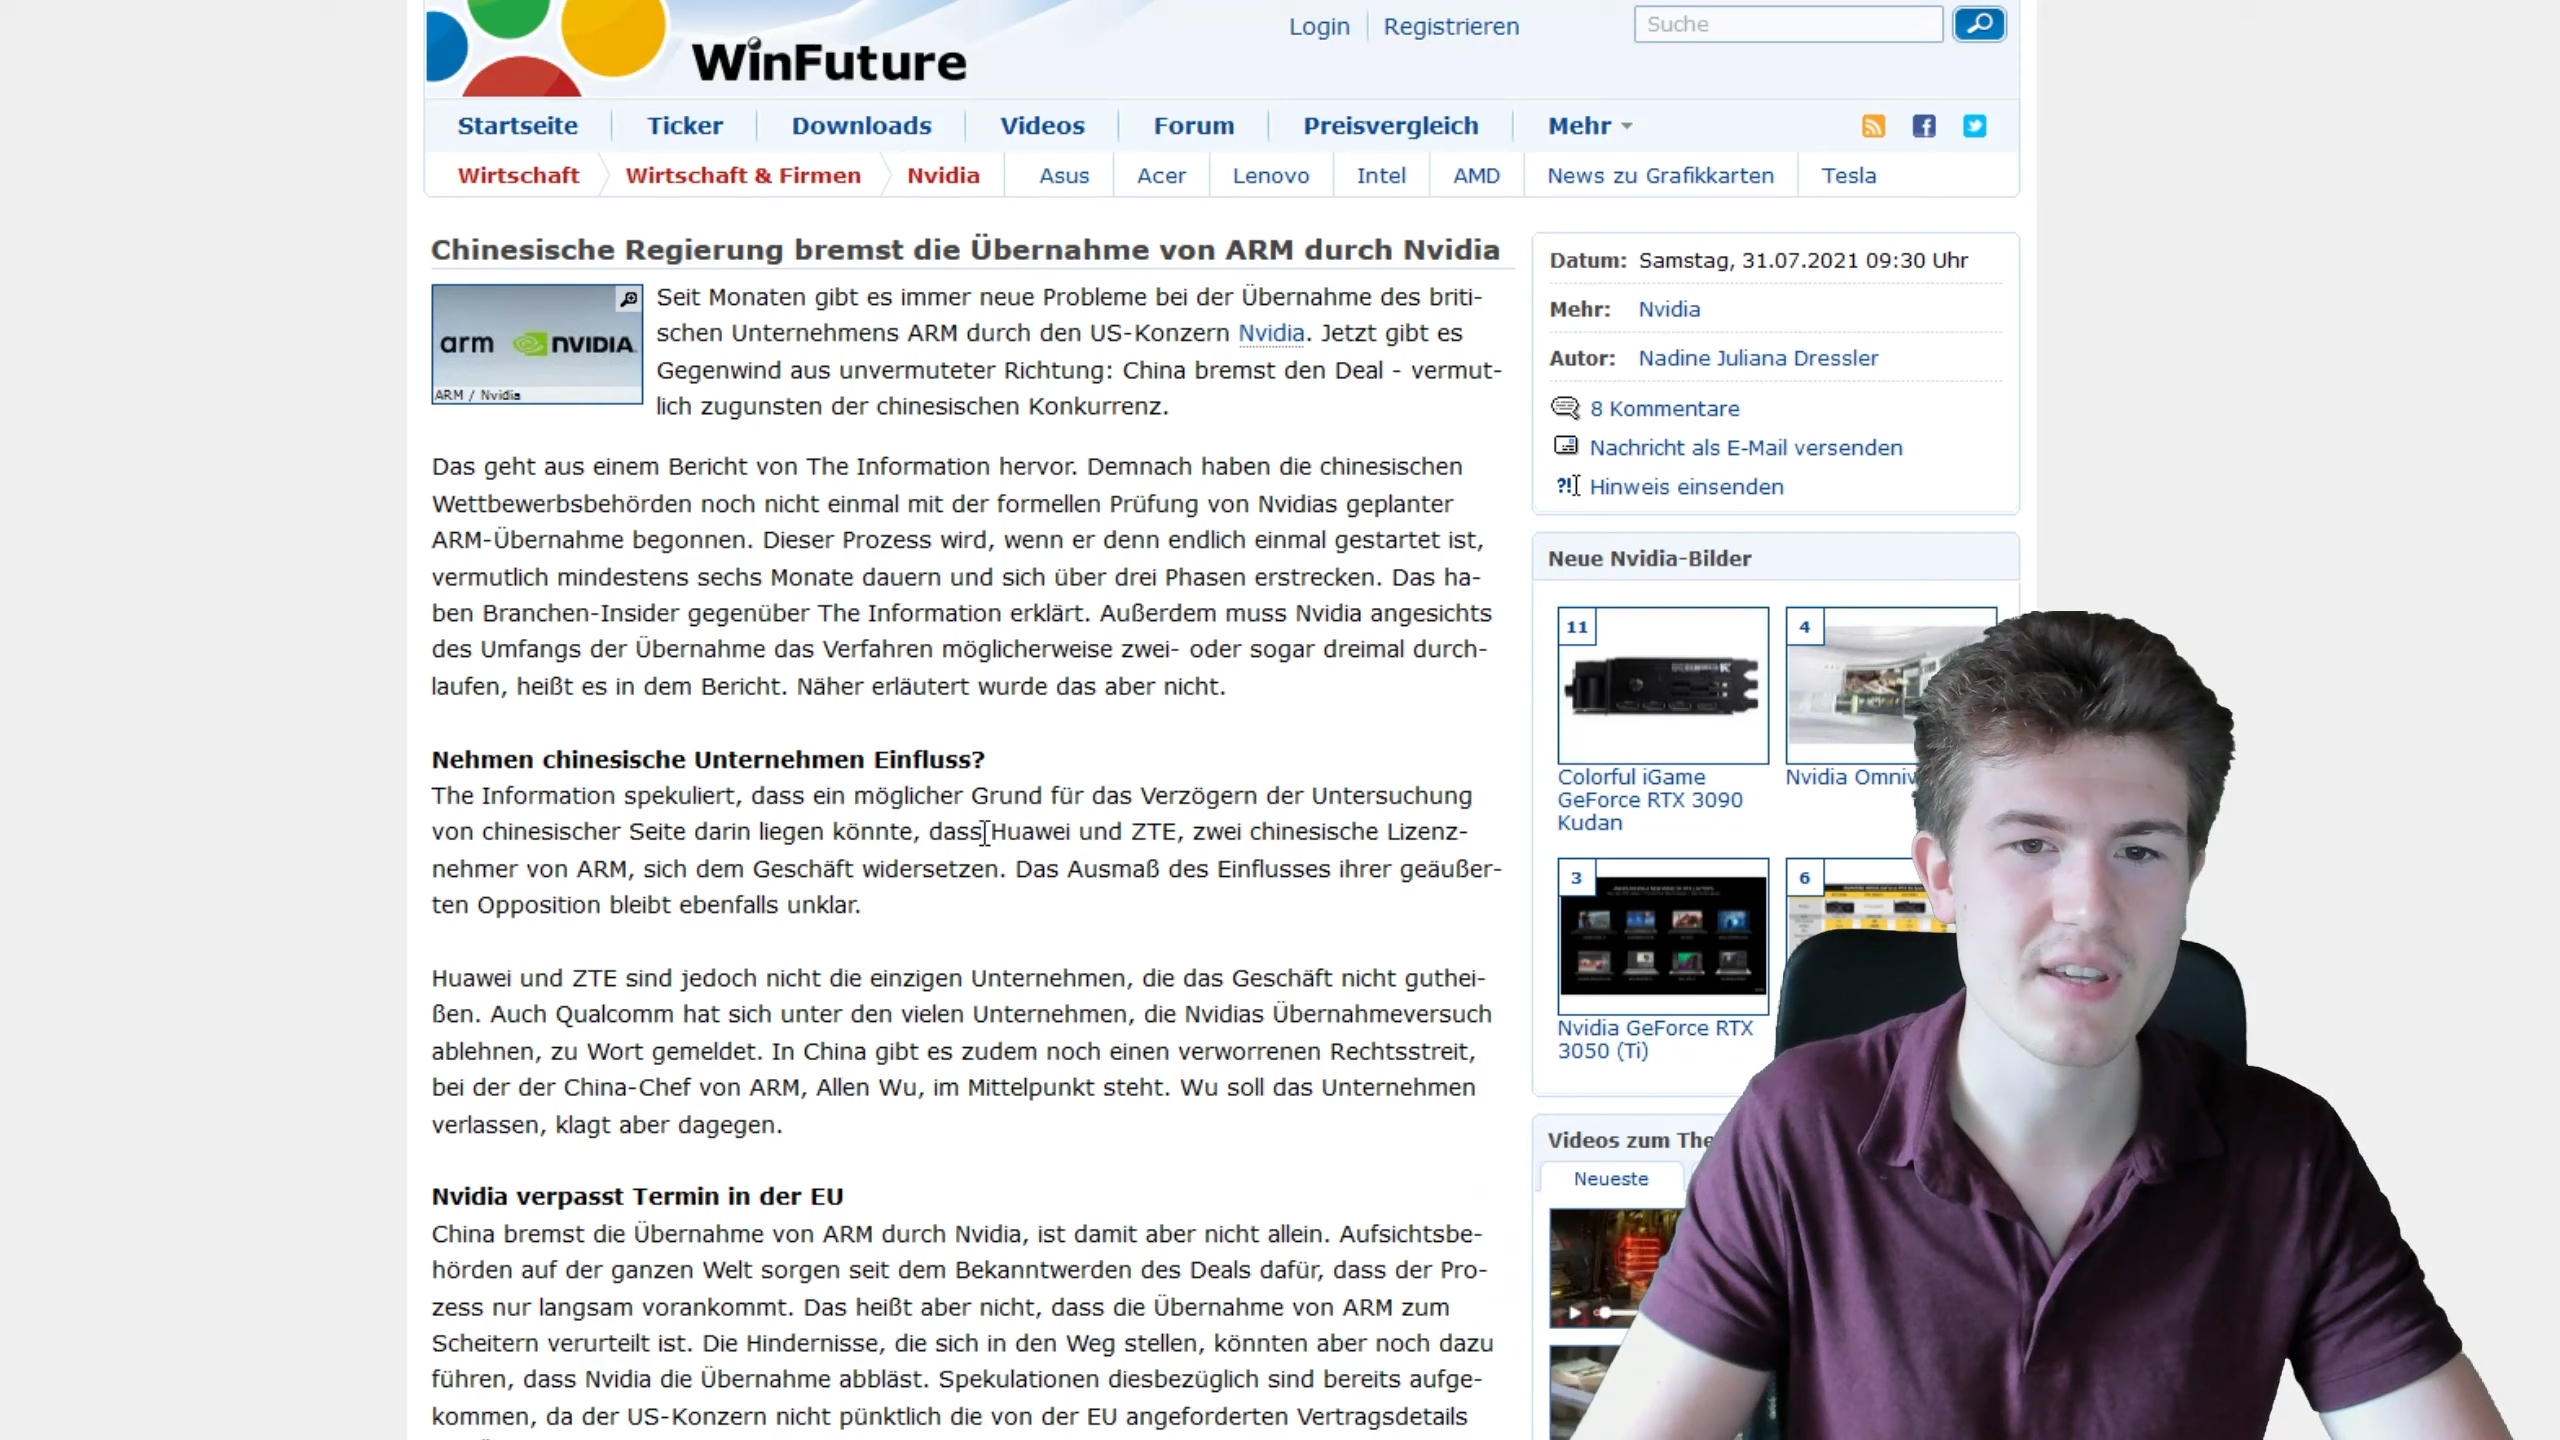 Login
Registrieren
Suche
WinFuture
Startseite
Ticker
Downloads
Videos
Forum
Preisvergleich
Mehr
Wirtschaft
Wirtschaft & Firmen
Nvidia
Asus
Acer
Lenovo
Intel
AMD
News zu Grafikkarten
Tesla
Chinesische Regierung bremst die Übernahme von ARM durch Nvidia
arm NVIDIA
ARM / Nvidia
Seit Monaten gibt es immer neue Probleme bei der Übernahme des briti-
schen Unternehmens ARM durch den US-Konzern Nvidia. Jetzt gibt es
Gegenwind aus unvermuteter Richtung: China bremst den Deal - vermut-
lich zugunsten der chinesischen Konkurrenz.
Das geht aus einem Bericht von The Information hervor. Demnach haben die chinesischen
Wettbewerbsbehörden noch nicht einmal mit der formellen Prüfung von Nvidias geplanter
ARM-Übernahme begonnen. Dieser Prozess wird, wenn er denn endlich einmal gestartet ist,
vermutlich mindestens sechs Monate dauern und sich über drei Phasen erstrecken. Das ha-
ben Branchen-Insider gegenüber The Information erklärt. Außerdem muss Nvidia angesichts
des Umfangs der Übernahme das Verfahren möglicherweise zwei- oder sogar dreimal durch-
laufen, heißt es in dem Bericht. Näher erläutert wurde das aber nicht.
Nehmen chinesische Unternehmen Einfluss?
The Information spekuliert, dass ein möglicher Grund für das Verzögern der Untersuchung
von chinesischer Seite darin liegen könnte, dass Huawei und ZTE, zwei chinesische Lizenz-
nehmer von ARM, sich dem Geschäft widersetzen. Das Ausmaß des Einflusses ihrer geäußer-
ten Opposition bleibt ebenfalls unklar.
Huawei und ZTE sind jedoch nicht die einzigen Unternehmen, die das Geschäft nicht guthei-
ßen. Auch Qualcomm hat sich unter den vielen Unternehmen, die Nvidias Übernahmeversuch
ablehnen, zu Wort gemeldet. In China gibt es zudem noch einen verworrenen Rechtsstreit,
bei der der China-Chef von ARM, Allen Wu, im Mittelpunkt steht. Wu soll das Unternehmen
verlassen, klagt aber dagegen.
Nvidia verpasst Termin in der EU
China bremst die Übernahme von ARM durch Nvidia, ist damit aber nicht allein. Aufsichtsbe-
hörden auf der ganzen Welt sorgen seit dem Bekanntwerden des Deals dafür, dass der Pro-
zess nur langsam vorankommt. Das heißt aber nicht, dass die Übernahme von ARM zum
Scheitern verurteilt ist. Die Hindernisse, die sich in den Weg stellen, könnten aber noch dazu
führen, dass Nvidia die Übernahme abbläst. Spekulationen diesbezüglich sind bereits aufge-
kommen, da der US-Konzern nicht pünktlich die von der EU angeforderten Vertragsdetails
Datum: Samstag, 31.07.2021 09:30 Uhr
Mehr: Nvidia
Autor: Nadine Juliana Dressler
8 Kommentare
Nachricht als E-Mail versenden
?! Hinweis einsenden
Neue Nvidia-Bilder
11
4
Colorful iGame
GeForce RTX 3090
Kudan
Nvidia Omniv
3
6
Nvidia GeForce RTX
3050 (Ti)
Videos zum The
Neueste